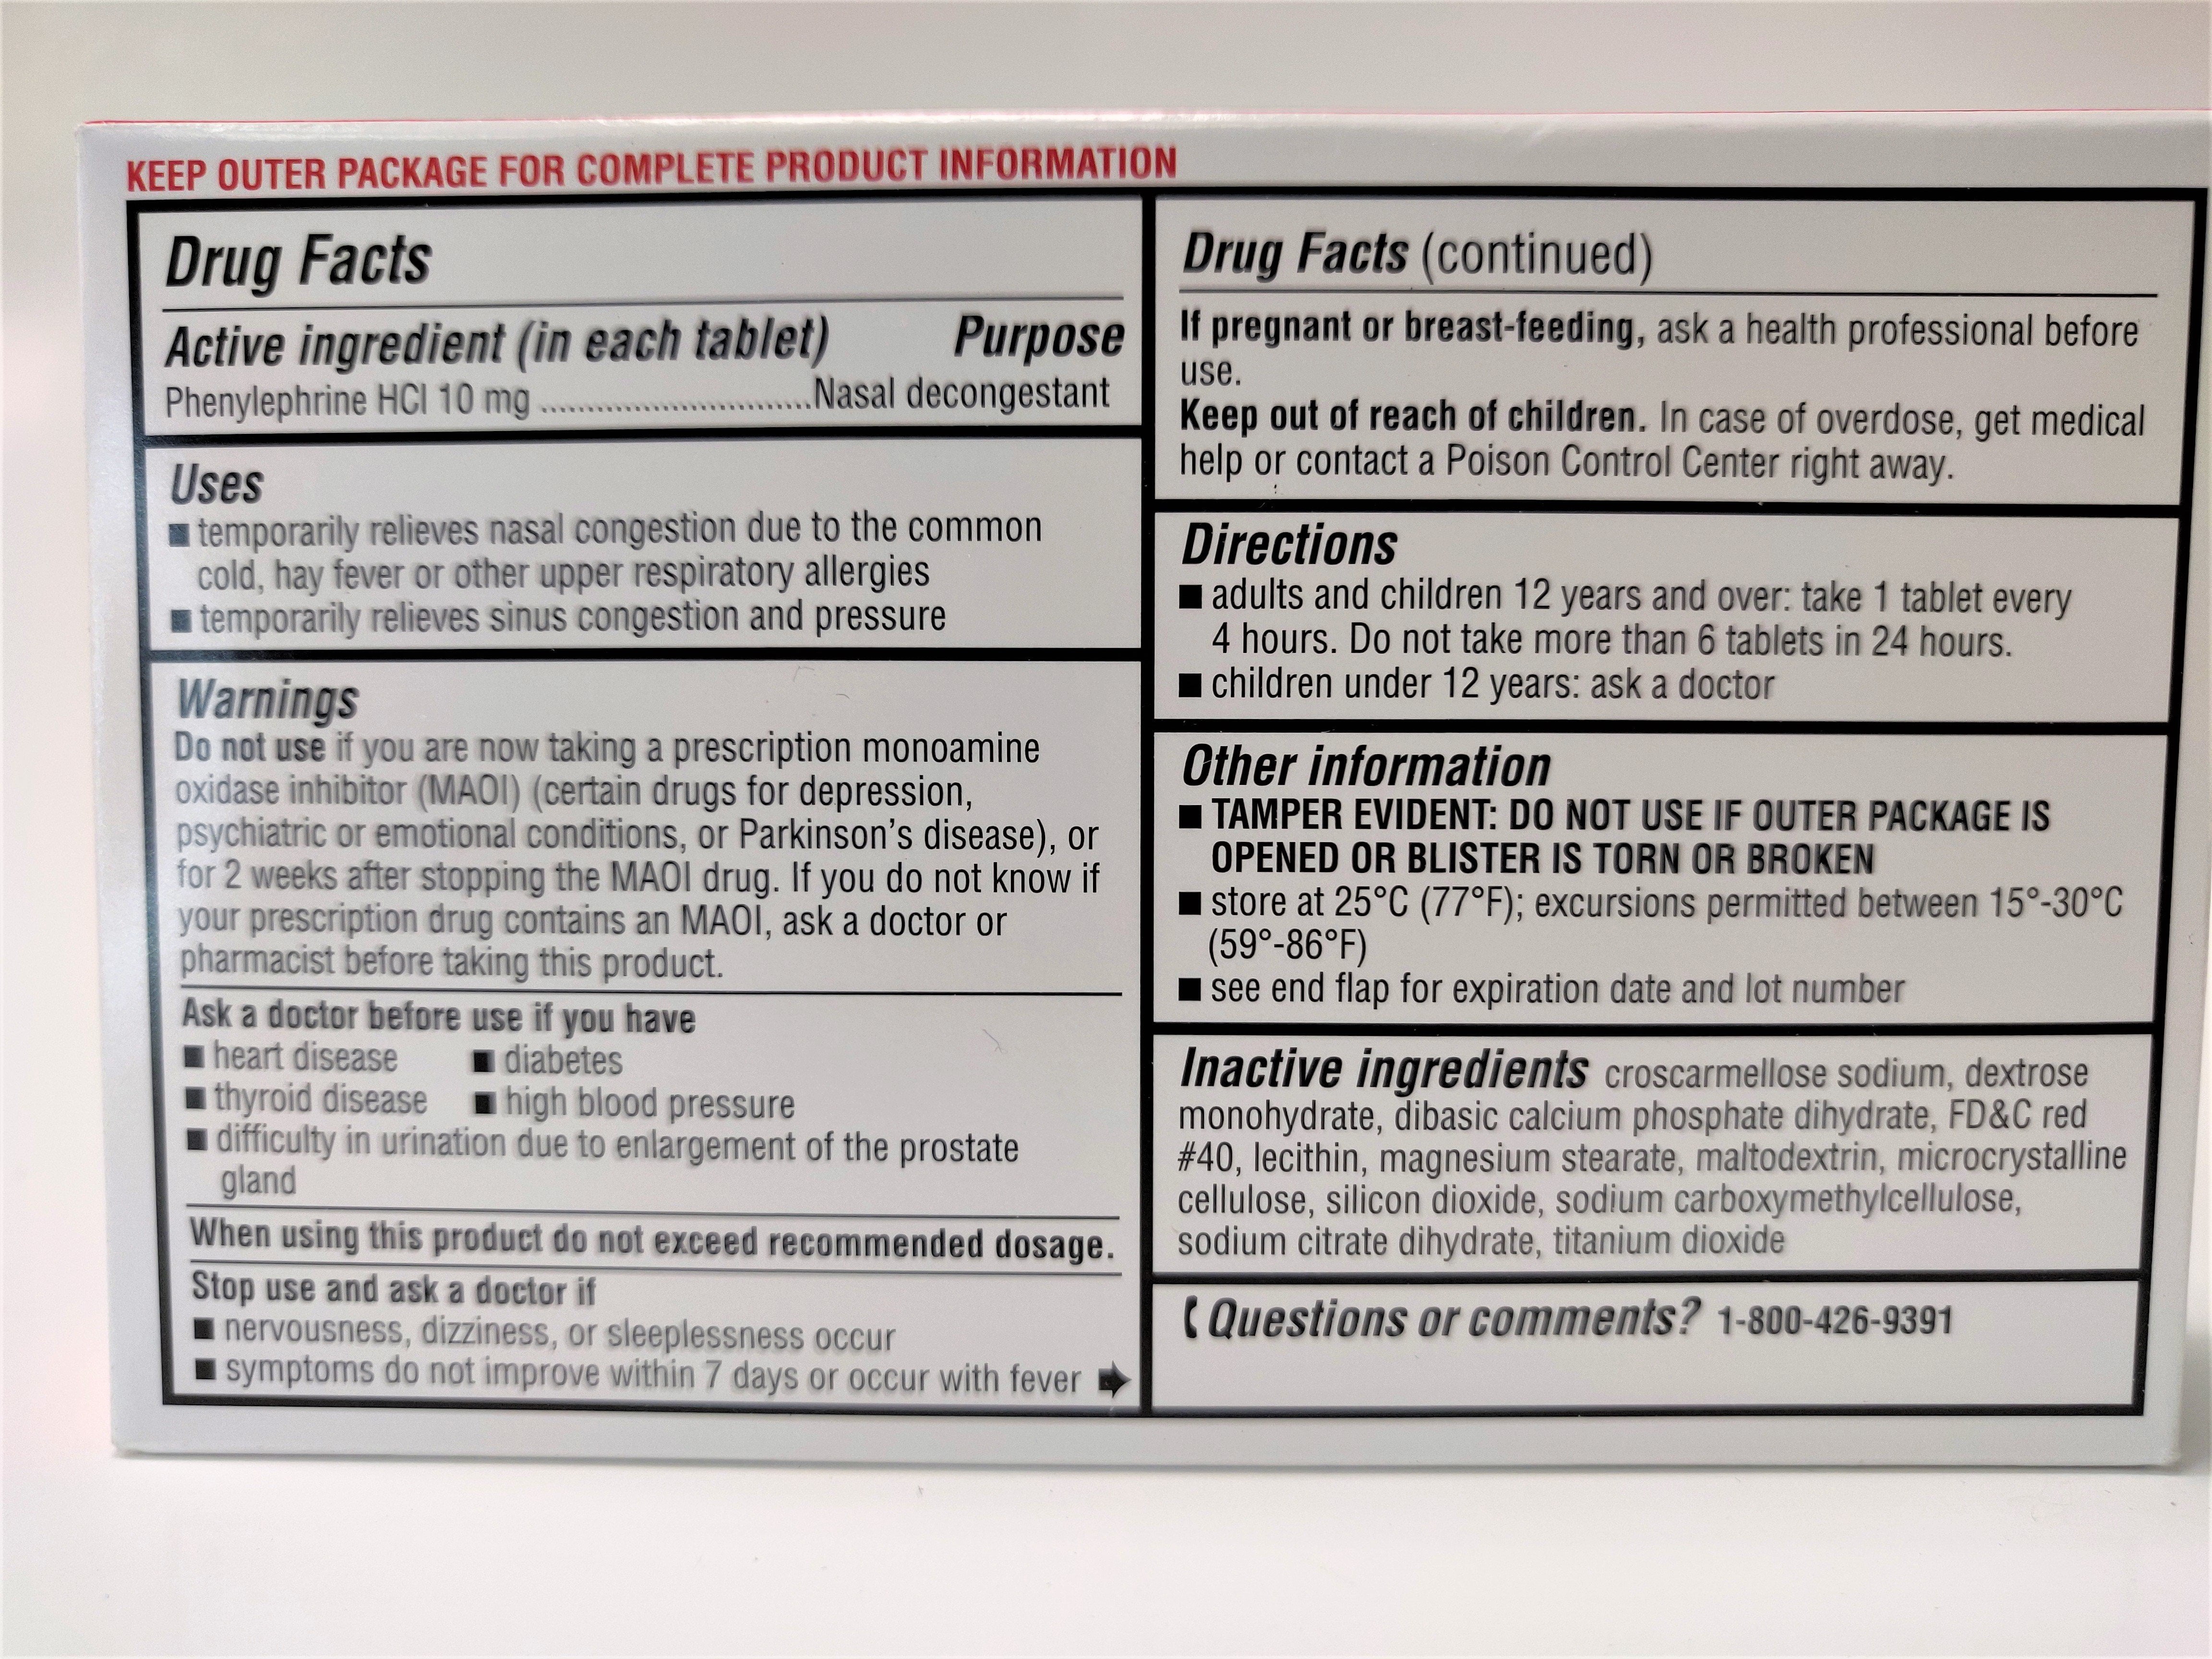 KEEP OUTER PACKAGE FOR COMPLETE PRODUCT INFORMATION
Drug Facts
Active ingredient (in each tablet) Purpose
Phenylephrine HCl 10 mg ............................Nasal decongestant
Uses
■ temporarily relieves nasal congestion due to the common
cold, hay fever or other upper respiratory allergies
■ temporarily relieves sinus congestion and pressure
Warnings
Do not use if you are now taking a prescription monoamine
oxidase inhibitor (MAOI) (certain drugs for depression,
psychiatric or emotional conditions, or Parkinson's disease), or
for 2 weeks after stopping the MAOI drug. If you do not know if
your prescription drug contains an MAOI, ask a doctor or
pharmacist before taking this product.
Ask a doctor before use if you have
■ heart disease ■ diabetes
■ thyroid disease ■ high blood pressure
■ difficulty in urination due to enlargement of the prostate
gland
When using this product do not exceed recommended dosage.
Stop use and ask a doctor if
■ nervousness, dizziness, or sleeplessness occur
■ symptoms do not improve within 7 days or occur with fever
Drug Facts (continued)
If pregnant or breast-feeding, ask a health professional before
use.
Keep out of reach of children. In case of overdose, get medical
help or contact a Poison Control Center right away.
Directions
■ adults and children 12 years and over: take 1 tablet every
4 hours. Do not take more than 6 tablets in 24 hours.
■ children under 12 years: ask a doctor
Other information
■ TAMPER EVIDENT: DO NOT USE IF OUTER PACKAGE IS
OPENED OR BLISTER IS TORN OR BROKEN
■ store at 25°C (77°F); excursions permitted between 15°-30°C
(59°-86°F)
■ see end flap for expiration date and lot number
Inactive ingredients croscarmellose sodium, dextrose
monohydrate, dibasic calcium phosphate dihydrate, FD&C red
#40, lecithin, magnesium stearate, maltodextrin, microcrystalline
cellulose, silicon dioxide, sodium carboxymethylcellulose,
sodium citrate dihydrate, titanium dioxide
Questions or comments? 1-800-426-9391